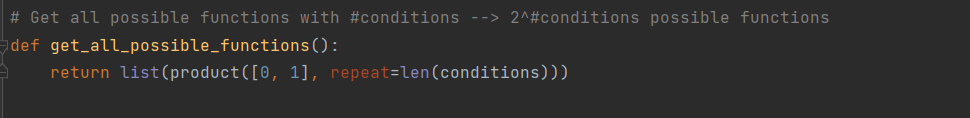 # Get all possible functions with #conditions --> 2^#conditions possible functions
def get_all_possible_functions():
    return list(product([0, 1], repeat=len(conditions)))